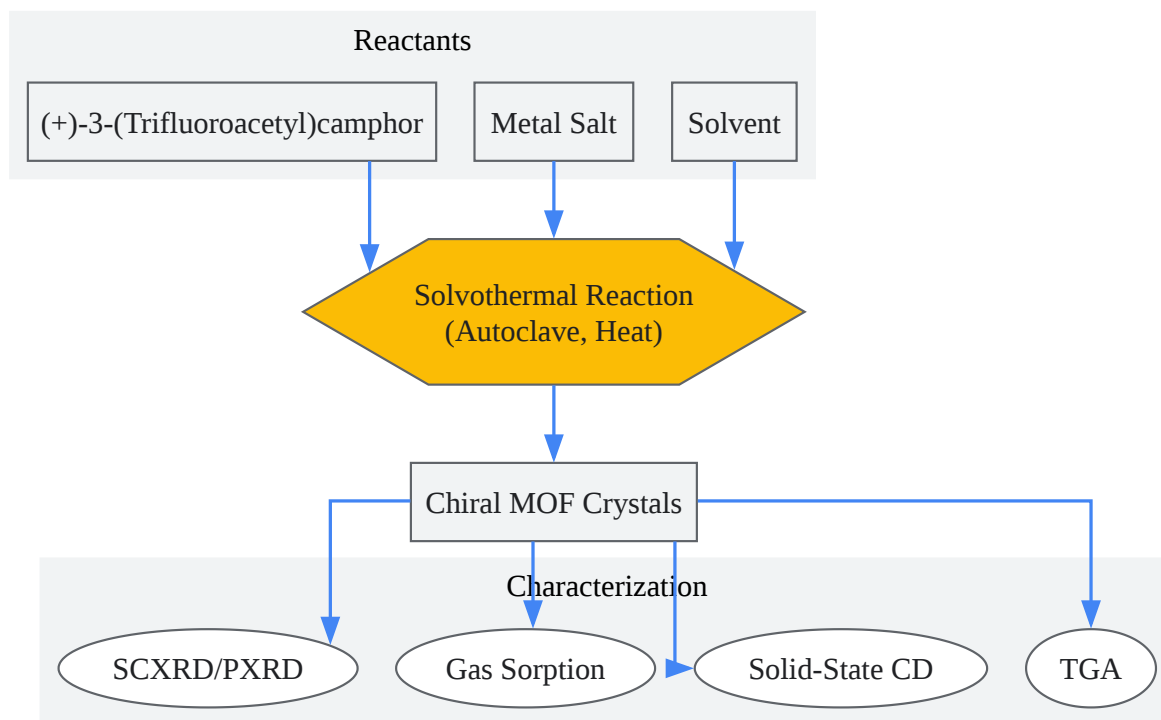 Reactants
(+)-3-(Trifluoroacetyl)camphor
Metal Salt
Solvent
Solvothermal Reaction
(Autoclave, Heat)
Chiral MOF Crystals
Characterization
SCXRD/PXRD
Gas Sorption
Solid-State CD
TGA